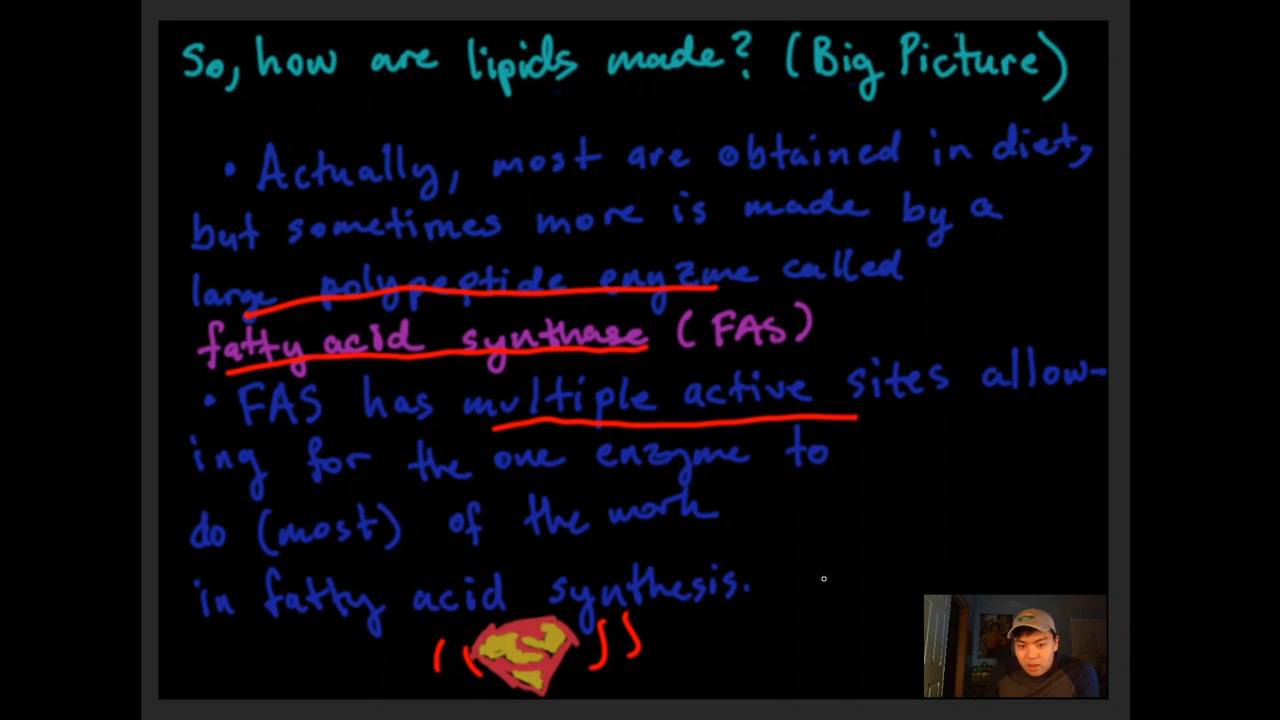 So, how are lipids made? (Big Picture)
• Actually, most are obtained in diet,
but sometimes more is made by a
large polypeptide enyzme called
fatty acid synthase (FAS)
• FAS has multiple active sites allow-
ing for the one enzyme to
do (most) of the work
in fatty acid synthesis.
S